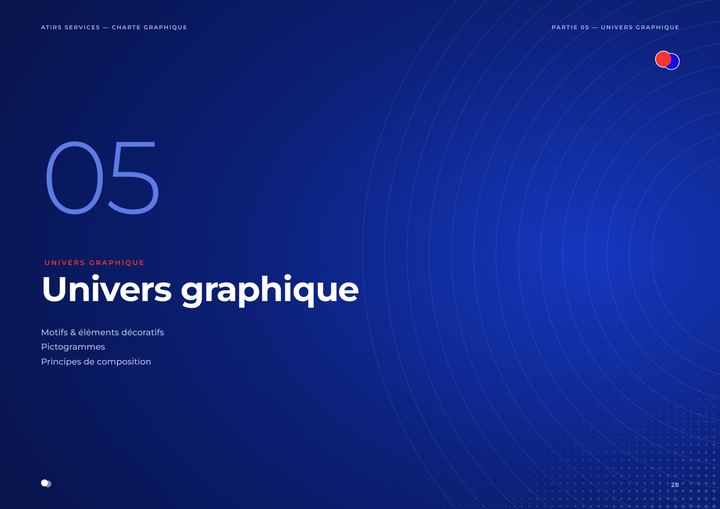 ATiRS SERVICES — CHARTE GRAPHIQUE
PARTIE 05 — UNIVERS GRAPHIQUE
05
UNIVERS GRAPHIQUE
Univers graphique
Motifs & éléments décoratifs
Pictogrammes
Principes de composition
28